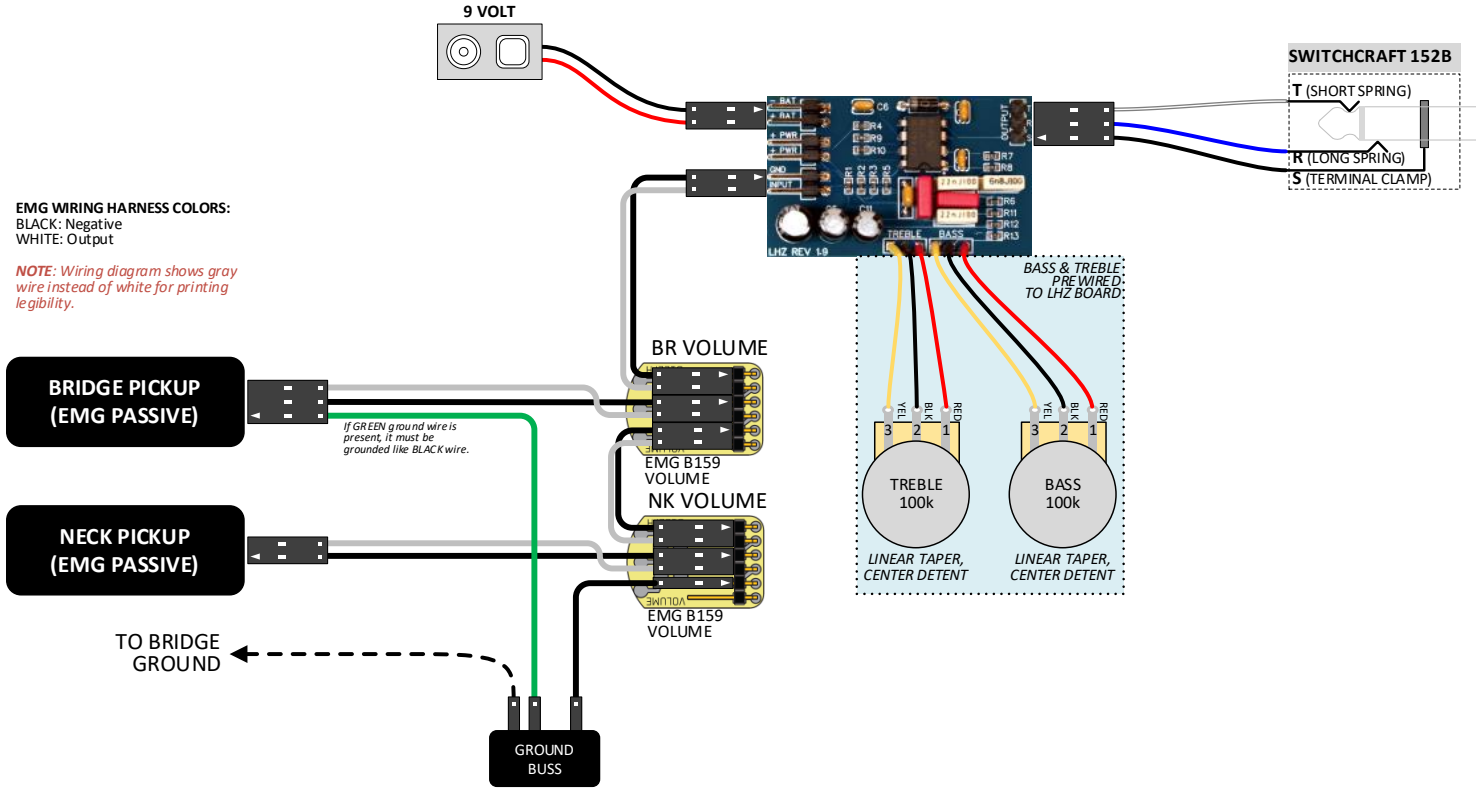 9 VOLT
SWITCHCRAFT 152B
T (SHORT SPRING)
R (LONG SPRING)
S (TERMINAL CLAMP)
- BAT
+ BAT
+ PWR
+ PWR
GND
INPUT
C6
R4
R9
R10
R1
R2
R3
R5
OUTPUT
T
R
S
R7
R8
22nJ100
6n8J100
22nJ100
R6
R11
R12
R13
C11
TREBLE
BASS
LHZ REV 1.9
EMG WIRING HARNESS COLORS:
BLACK: Negative
WHITE: Output
NOTE: Wiring diagram shows gray
wire instead of white for printing
legibility.
BASS & TREBLE
PREWIRED
TO LHZ BOARD
BRIDGE PICKUP
(EMG PASSIVE)
If GREEN ground wire is
present, it must be
grounded like BLACK wire.
BR VOLUME
VOLUME
EMG B159
VOLUME
NECK PICKUP
(EMG PASSIVE)
NK VOLUME
VOLUME
EMG B159
VOLUME
YEL
BLK
RED
3
2
1
TREBLE
100k
LINEAR TAPER,
CENTER DETENT
YEL
BLK
RED
3
2
1
BASS
100k
LINEAR TAPER,
CENTER DETENT
TO BRIDGE
GROUND
GROUND
BUSS